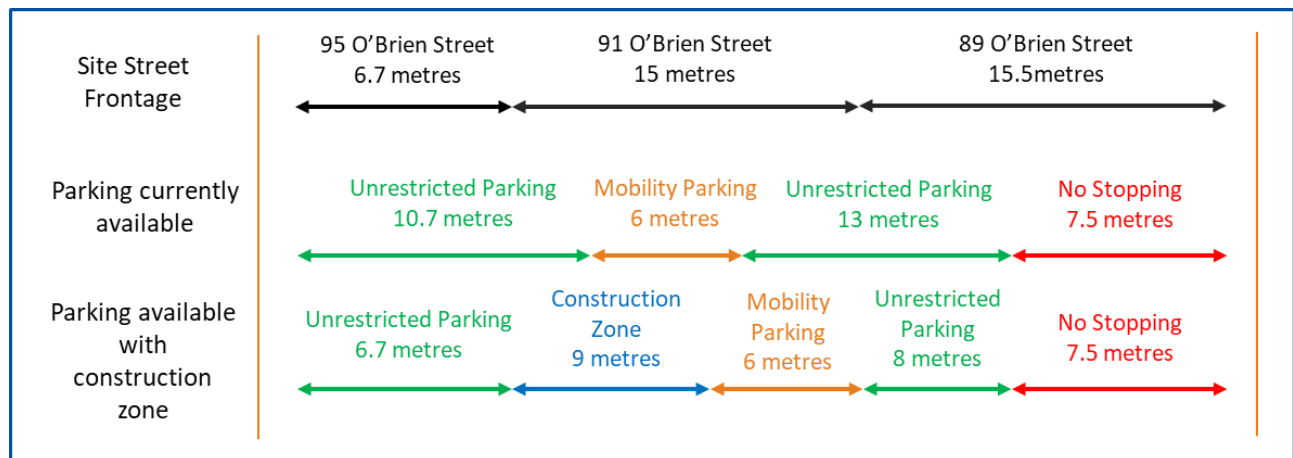 Site Street
Frontage
95 O’Brien Street
6.7 metres
91 O’Brien Street
15 metres
89 O’Brien Street
15.5metres
Parking currently
available
Unrestricted Parking
10.7 metres
Mobility Parking
6 metres
Unrestricted Parking
13 metres
No Stopping
7.5 metres
Parking available
with
construction
zone
Unrestricted Parking
6.7 metres
Construction
Zone
9 metres
Mobility
Parking
6 metres
Unrestricted
Parking
8 metres
No Stopping
7.5 metres